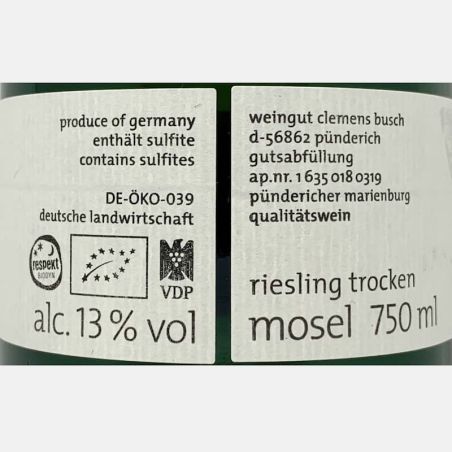 produce of germany
enthält sulfite
contains sulfites
DE-ÖKO-039
deutsche landwirtschaft
respekt
BIODYN
VDP
alc. 13 % vol
weingut clemens busch
d-56862 pünderich
gutsabfüllung
ap.nr. 1 635 018 0319
pündericher marienburg
qualitätswein
riesling trocken
mosel 750 ml